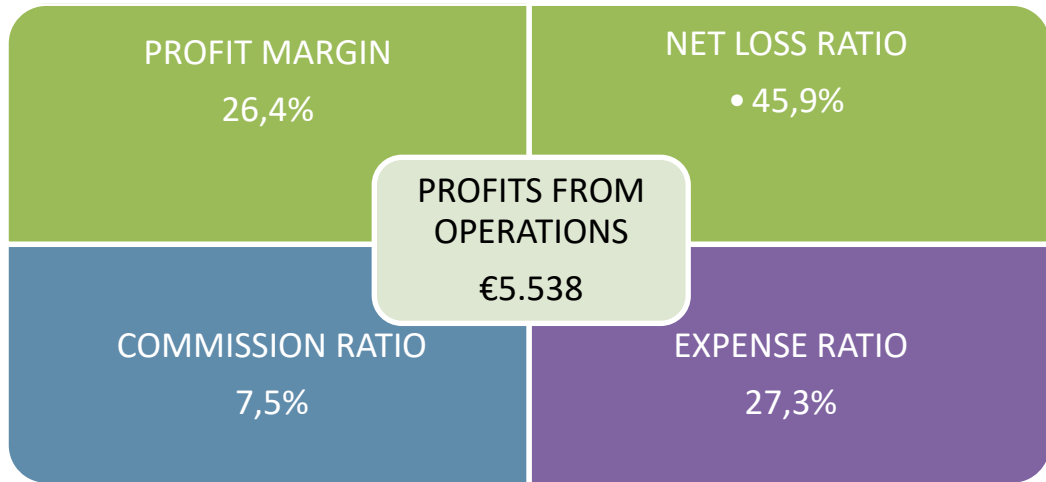 PROFIT MARGIN
26,4%
NET LOSS RATIO
• 45,9%
PROFITS FROM
OPERATIONS
€5.538
COMMISSION RATIO
7,5%
EXPENSE RATIO
27,3%